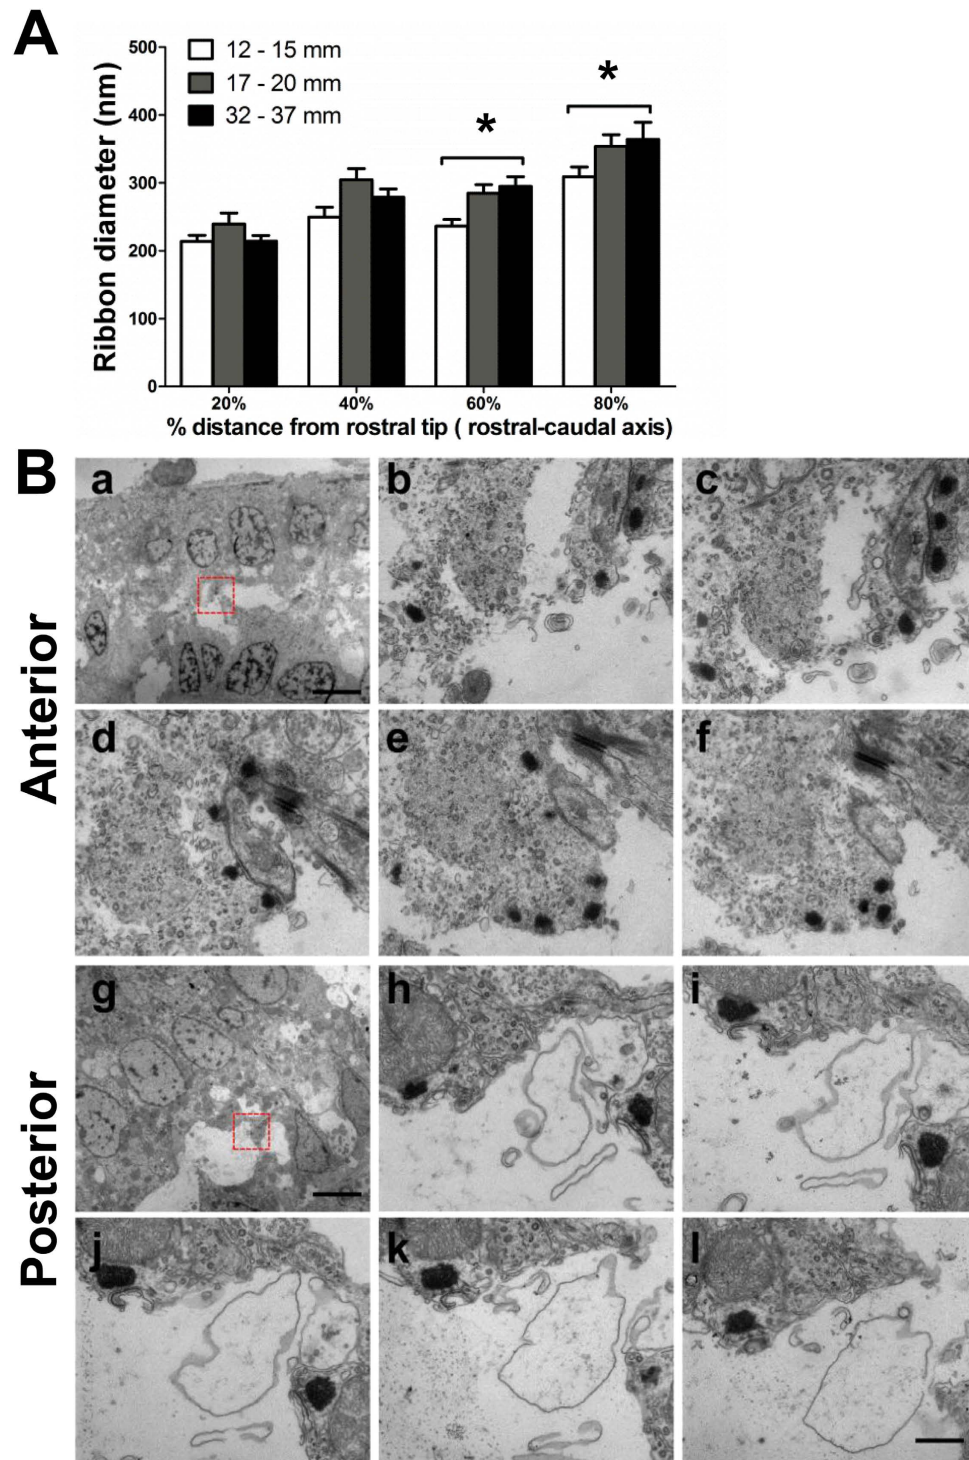 A
500
400
300
200
100
0
Ribbon diameter (nm)
12 - 15 mm
17 - 20 mm
32 - 37 mm
*
*
20% 40% 60% 80%
% distance from rostral tip ( rostral-caudal axis)
B
Anterior
a b c
d e f
Posterior
g h i
j k l